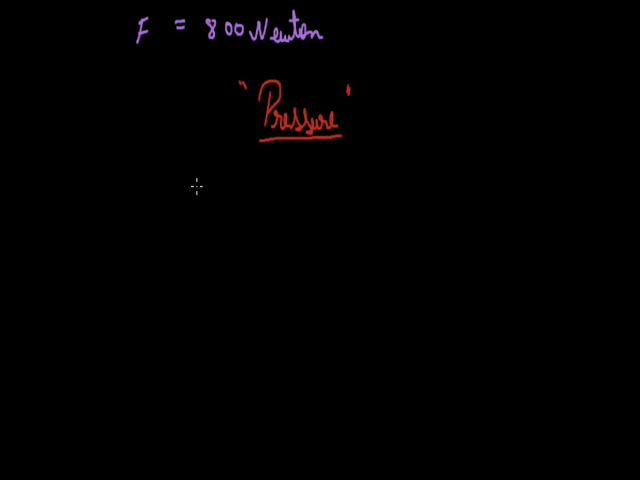 F = 800 Newton
"Pressure"